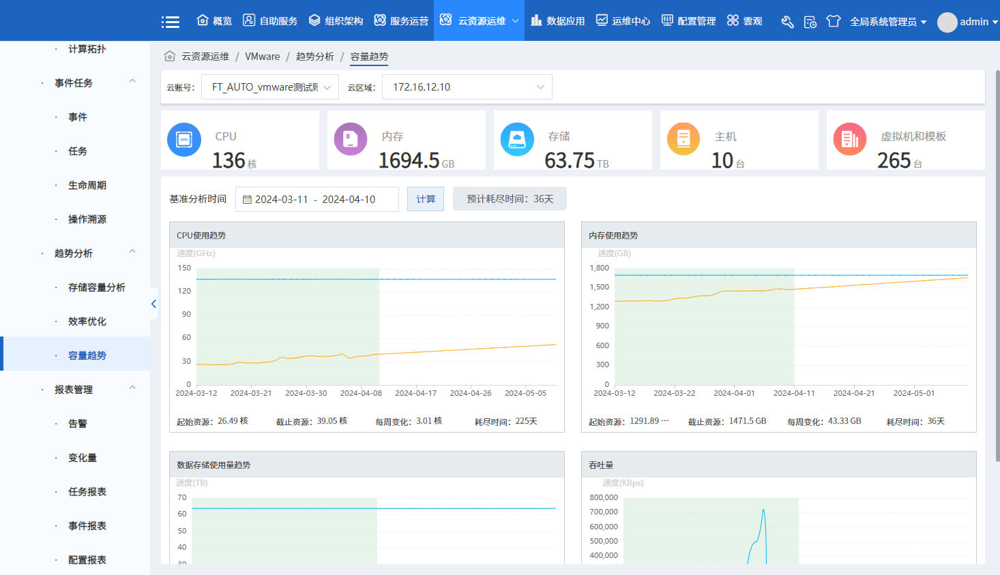 概览 自助服务 组织架构 服务运营 云资源运维 数据应用 运维中心 配置管理 雲观 全局系统管理员 admin
计算拓扑
事件任务
事件
任务
生命周期
操作溯源
趋势分析
存储容量分析
效率优化
容量趋势
报表管理
告警
变化量
任务报表
事件报表
配置报表
云资源运维 / VMware / 趋势分析 / 容量趋势
云账号： FT_AUTO_vmware测试账 云区域： 172.16.12.10
CPU
136 核
内存
1694.5 GB
存储
63.75 TB
主机
10 台
虚拟机和模板
265 台
基准分析时间 2024-03-11 - 2024-04-10 计算 预计耗尽时间：36天
CPU使用趋势
速度(GHz)
150
120
90
60
30
0
2024-03-12 2024-03-21 2024-03-30 2024-04-08 2024-04-17 2024-04-26 2024-05-05
起始资源：26.49 核 截止资源：39.05 核 每周变化：3.01 核 耗尽时间：225天
内存使用趋势
速度(GB)
1,800
1,500
1,200
900
600
300
0
2024-03-12 2024-03-22 2024-04-01 2024-04-11 2024-04-21 2024-05-01
起始资源：1291.89 ··· 截止资源：1471.5 GB 每周变化：43.33 GB 耗尽时间：36天
数据存储使用量趋势
速度(TB)
70
60
50
40
30
吞吐量
速度(KBps)
800,000
700,000
600,000
500,000
400,000